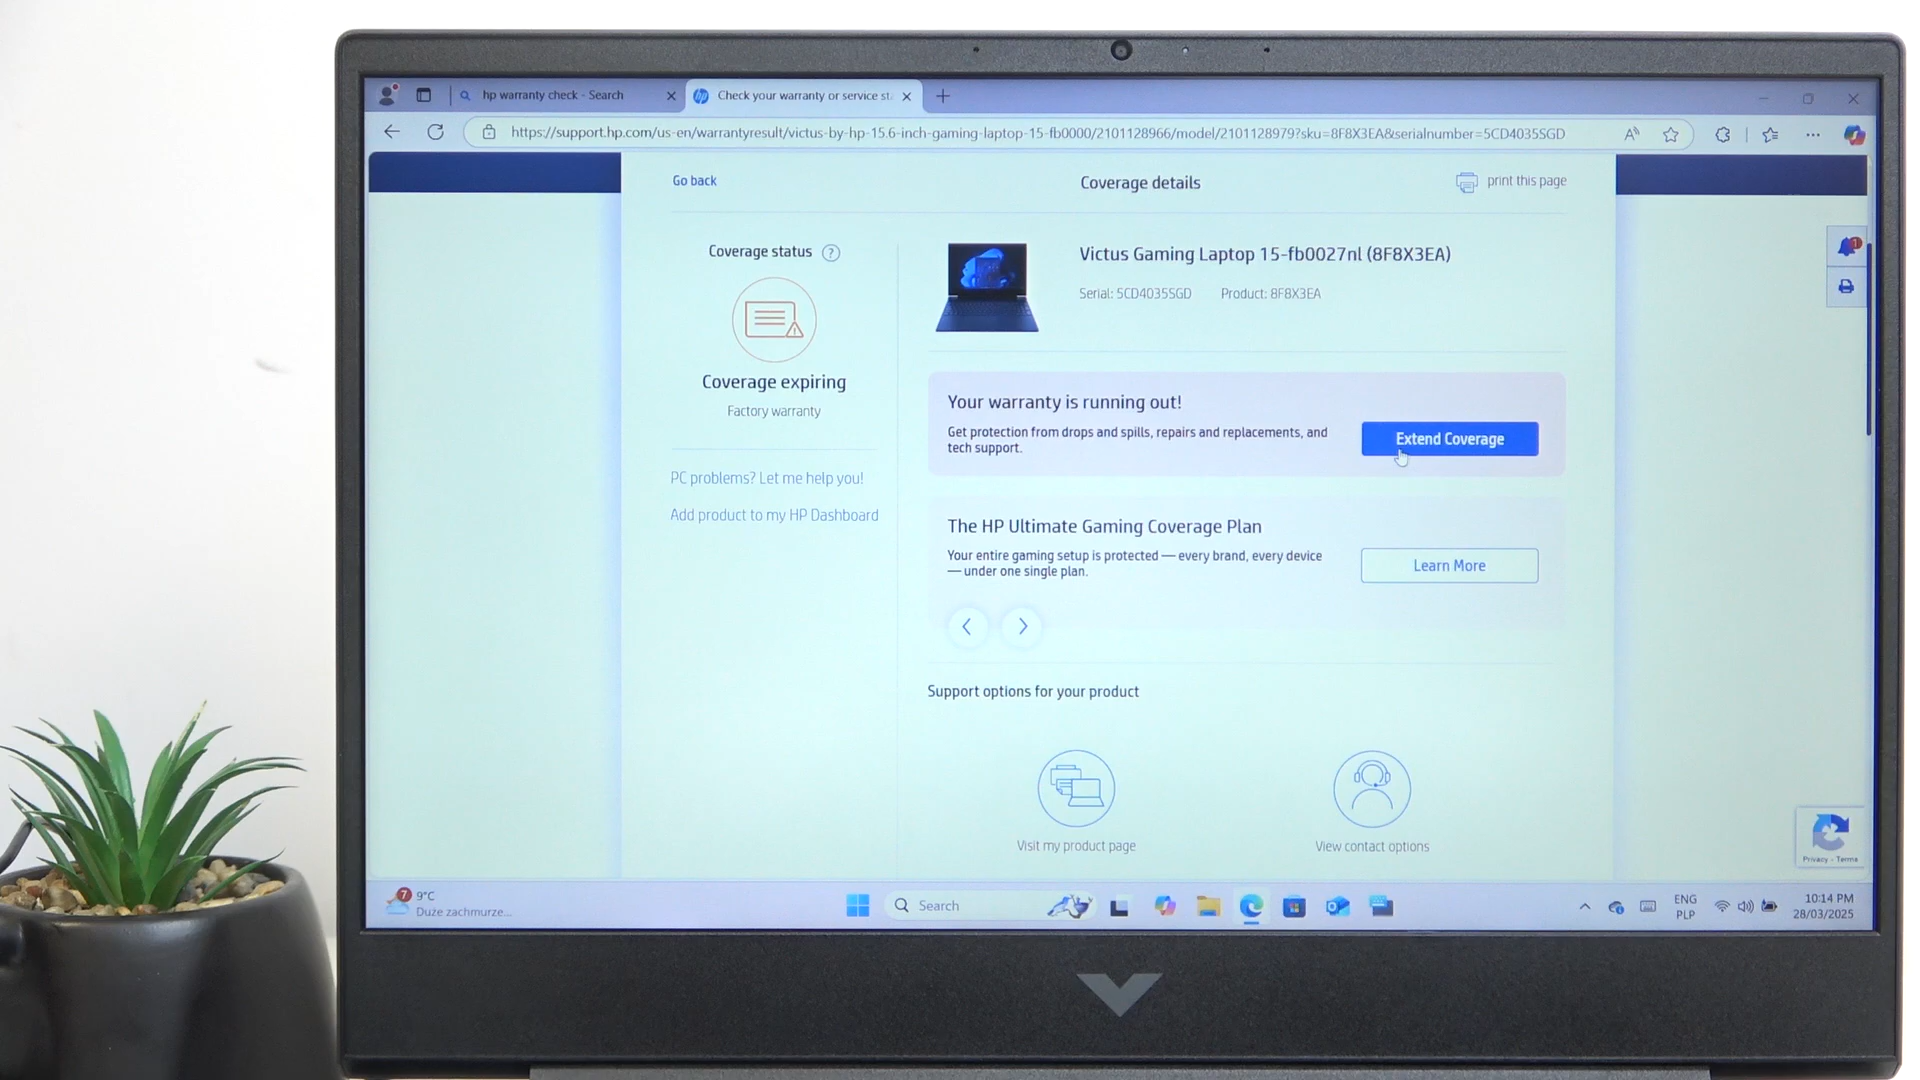 hp warranty check - Search
Check your warranty or service st
https://support.hp.com/us-en/warrantyresult/victus-by-hp-15.6-inch-gaming-laptop-15-fb0000/2101128966/model/2101128979?sku=8F8X3EA&serialnumber=5CD4035SGD
Go back
Coverage details
print this page
Coverage status ?
Victus Gaming Laptop 15-fb0027nl (8F8X3EA)
Serial: 5CD4035SGD Product: 8F8X3EA
1
Coverage expiring
Factory warranty
Your warranty is running out!
Get protection from drops and spills, repairs and replacements, and
tech support.
Extend Coverage
PC problems? Let me help you!
Add product to my HP Dashboard
The HP Ultimate Gaming Coverage Plan
Your entire gaming setup is protected — every brand, every device
— under one single plan.
Learn More
Support options for your product
Visit my product page
View contact options
Privacy - Terms
7
9°C
Duże zachmurze...
Search
ENG
PLP
10:14 PM
28/03/2025